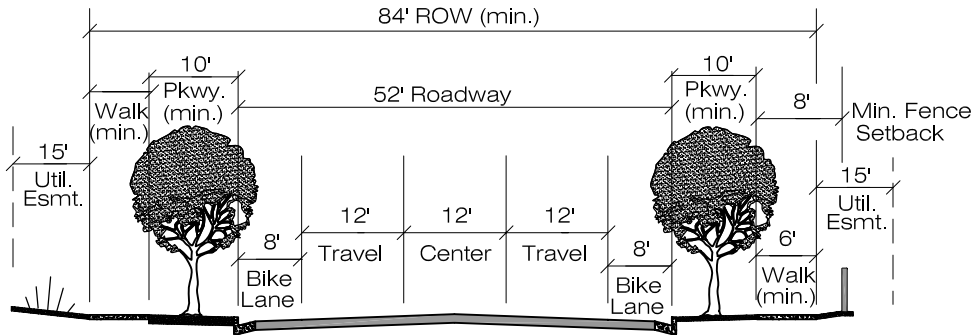 84' ROW (min.)
10'
Pkwy.
(min.)
Walk
(min.)
52' Roadway
10'
Pkwy.
(min.)
8'
Min. Fence
Setback
15'
Util.
Esmt.
12'
Travel
12'
Center
12'
Travel
8'
Bike
Lane
8'
Bike
Lane
6'
Walk
(min.)
15'
Util.
Esmt.